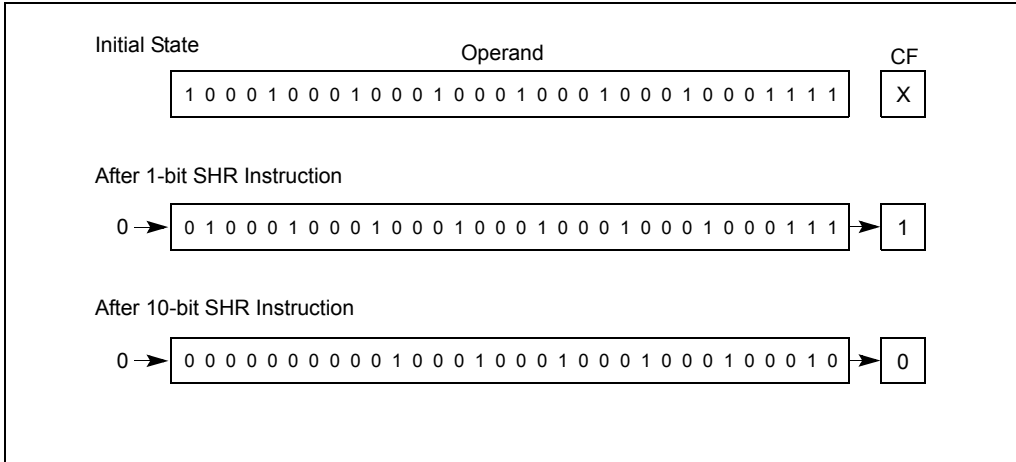 Initial State
Operand
CF
1 0 0 0 1 0 0 0 1 0 0 0 1 0 0 0 1 0 0 0 1 0 0 0 1 0 0 0 1 1 1 1 X
After 1-bit SHR Instruction
0 0 1 0 0 0 1 0 0 0 1 0 0 0 1 0 0 0 1 0 0 0 1 0 0 0 1 0 0 0 1 1 1 1
After 10-bit SHR Instruction
0 0 0 0 0 0 0 0 0 0 0 1 0 0 0 1 0 0 0 1 0 0 0 1 0 0 0 1 0 0 0 1 0 0